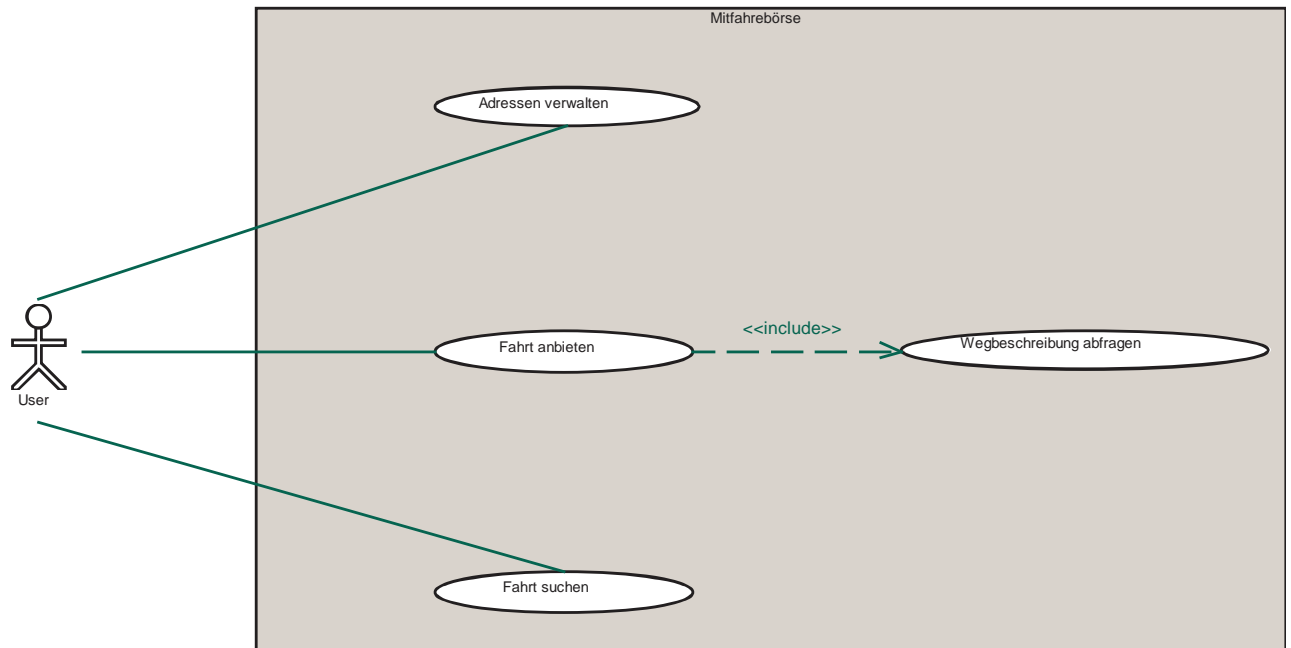 Mitfahrebörse
Adressen verwalten
<<include>>
Fahrt anbieten
Wegbeschreibung abfragen
User
Fahrt suchen